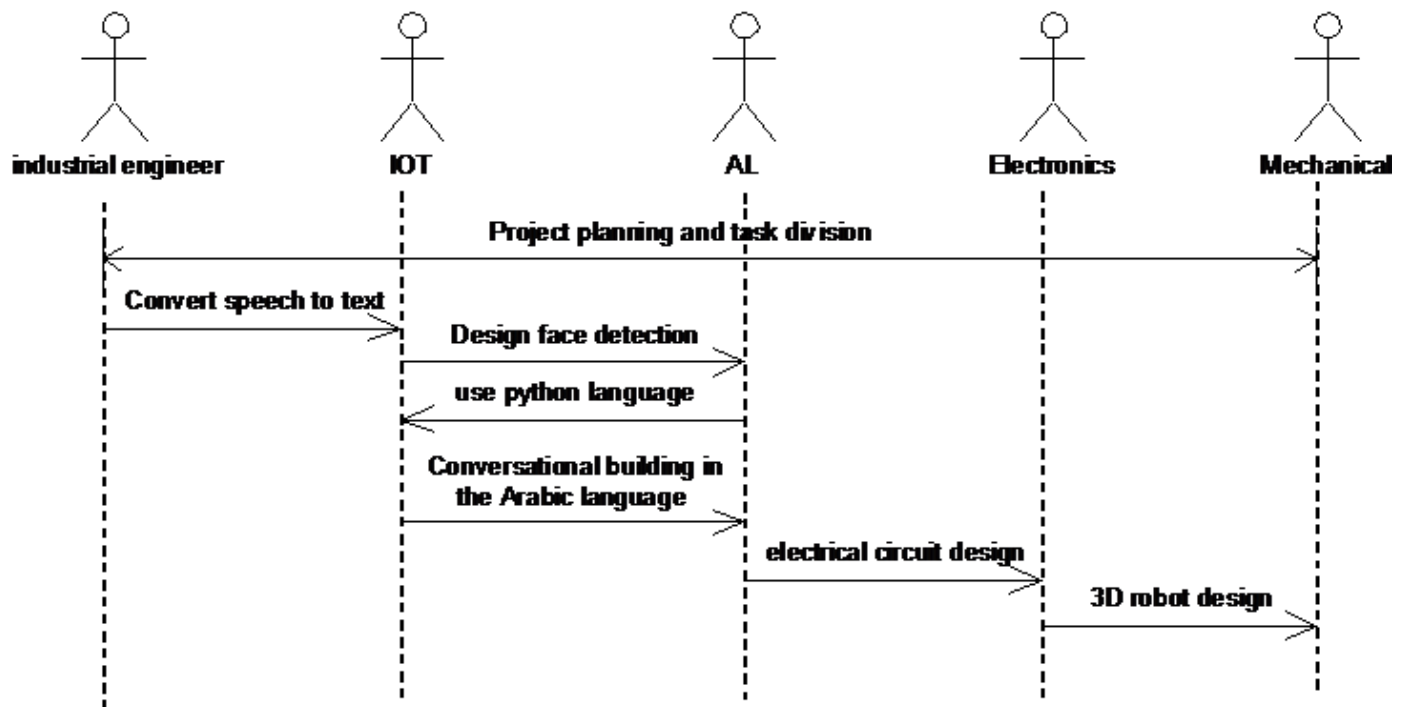 industrial engineer
IOT
AL
Electronics
Mechanical
Project planning and task division
Convert speech to text
Design face detection
use python language
Conversational building in
the Arabic language
electrical circuit design
3D robot design